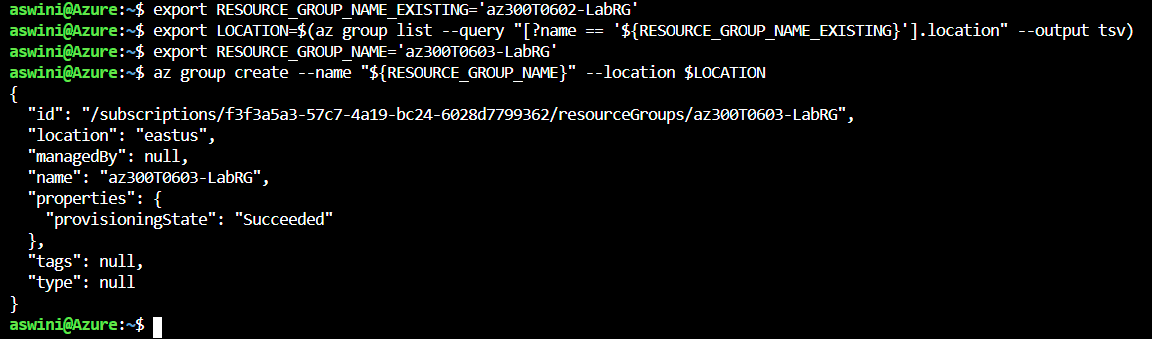 aswini@Azure:~$ export RESOURCE_GROUP_NAME_EXISTING='az300T0602-LabRG'
aswini@Azure:~$ export LOCATION=$(az group list --query "[?name == '${RESOURCE_GROUP_NAME_EXISTING}'].location" --output tsv)
aswini@Azure:~$ export RESOURCE_GROUP_NAME='az300T0603-LabRG'
aswini@Azure:~$ az group create --name "${RESOURCE_GROUP_NAME}" --location $LOCATION
{
  "id": "/subscriptions/f3f3a5a3-57c7-4a19-bc24-6028d7799362/resourceGroups/az300T0603-LabRG",
  "location": "eastus",
  "managedBy": null,
  "name": "az300T0603-LabRG",
  "properties": {
    "provisioningState": "Succeeded"
  },
  "tags": null,
  "type": null
}
aswini@Azure:~$